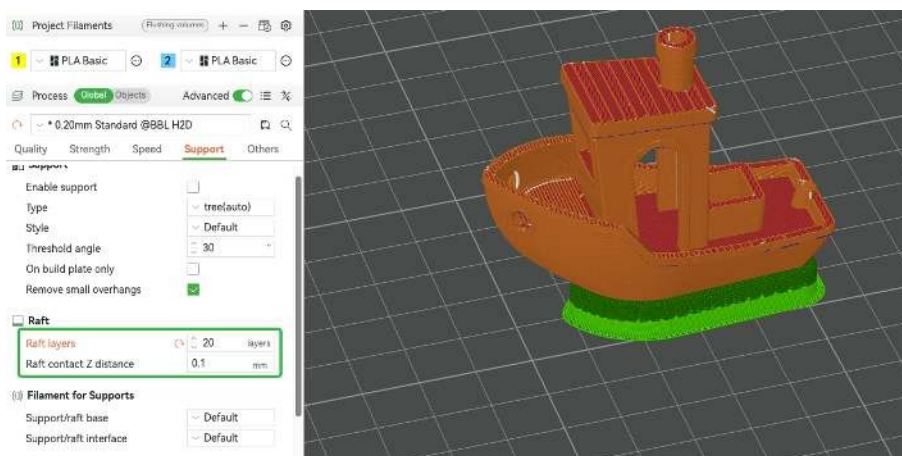 Project Filaments Flushing volumes
1 PLA Basic 2 PLA Basic
Process Global Objects Advanced
* 0.20mm Standard @BBL H2D
Quality Strength Speed Support Others
Support
Enable support
Type tree(auto)
Style Default
Threshold angle 30 °
On build plate only
Remove small overhangs
Raft
Raft layers 20 layers
Raft contact Z distance 0.1 mm
Filament for Supports
Support/raft base Default
Support/raft interface Default